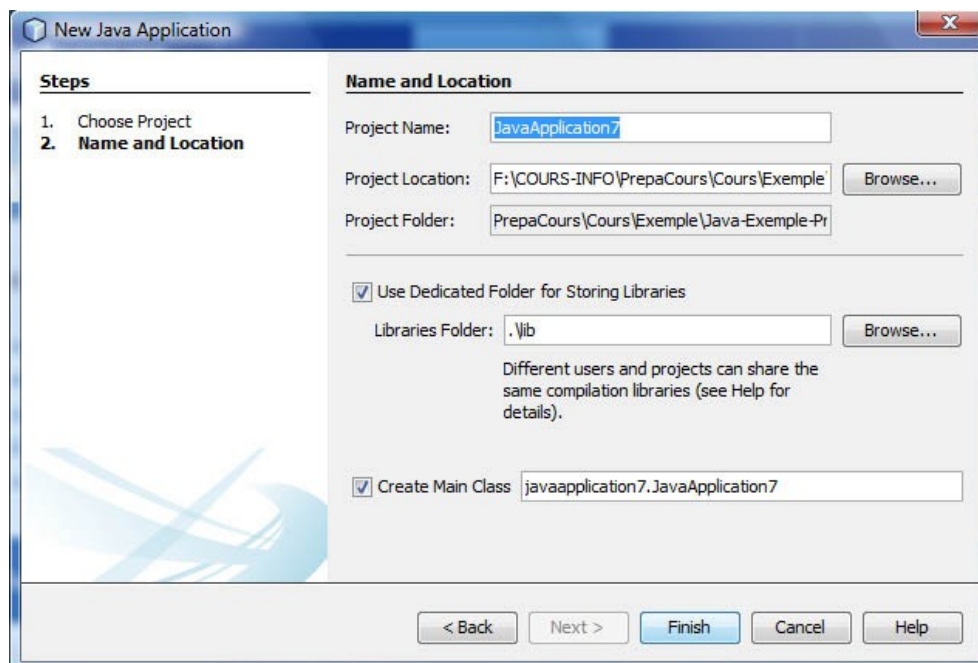 New Java Application
Steps
1. Choose Project
2. Name and Location
Name and Location
Project Name: JavaApplication7
Project Location: F:\COURS-INFO\PrepaCours\Cours\Exemple\ Browse...
Project Folder: PrepaCours\Cours\Exemple\Java-Exemple-Pr
Use Dedicated Folder for Storing Libraries
Libraries Folder: .\lib Browse...
Different users and projects can share the
same compilation libraries (see Help for
details).
Create Main Class javaapplication7.JavaApplication7
< Back Next > Finish Cancel Help